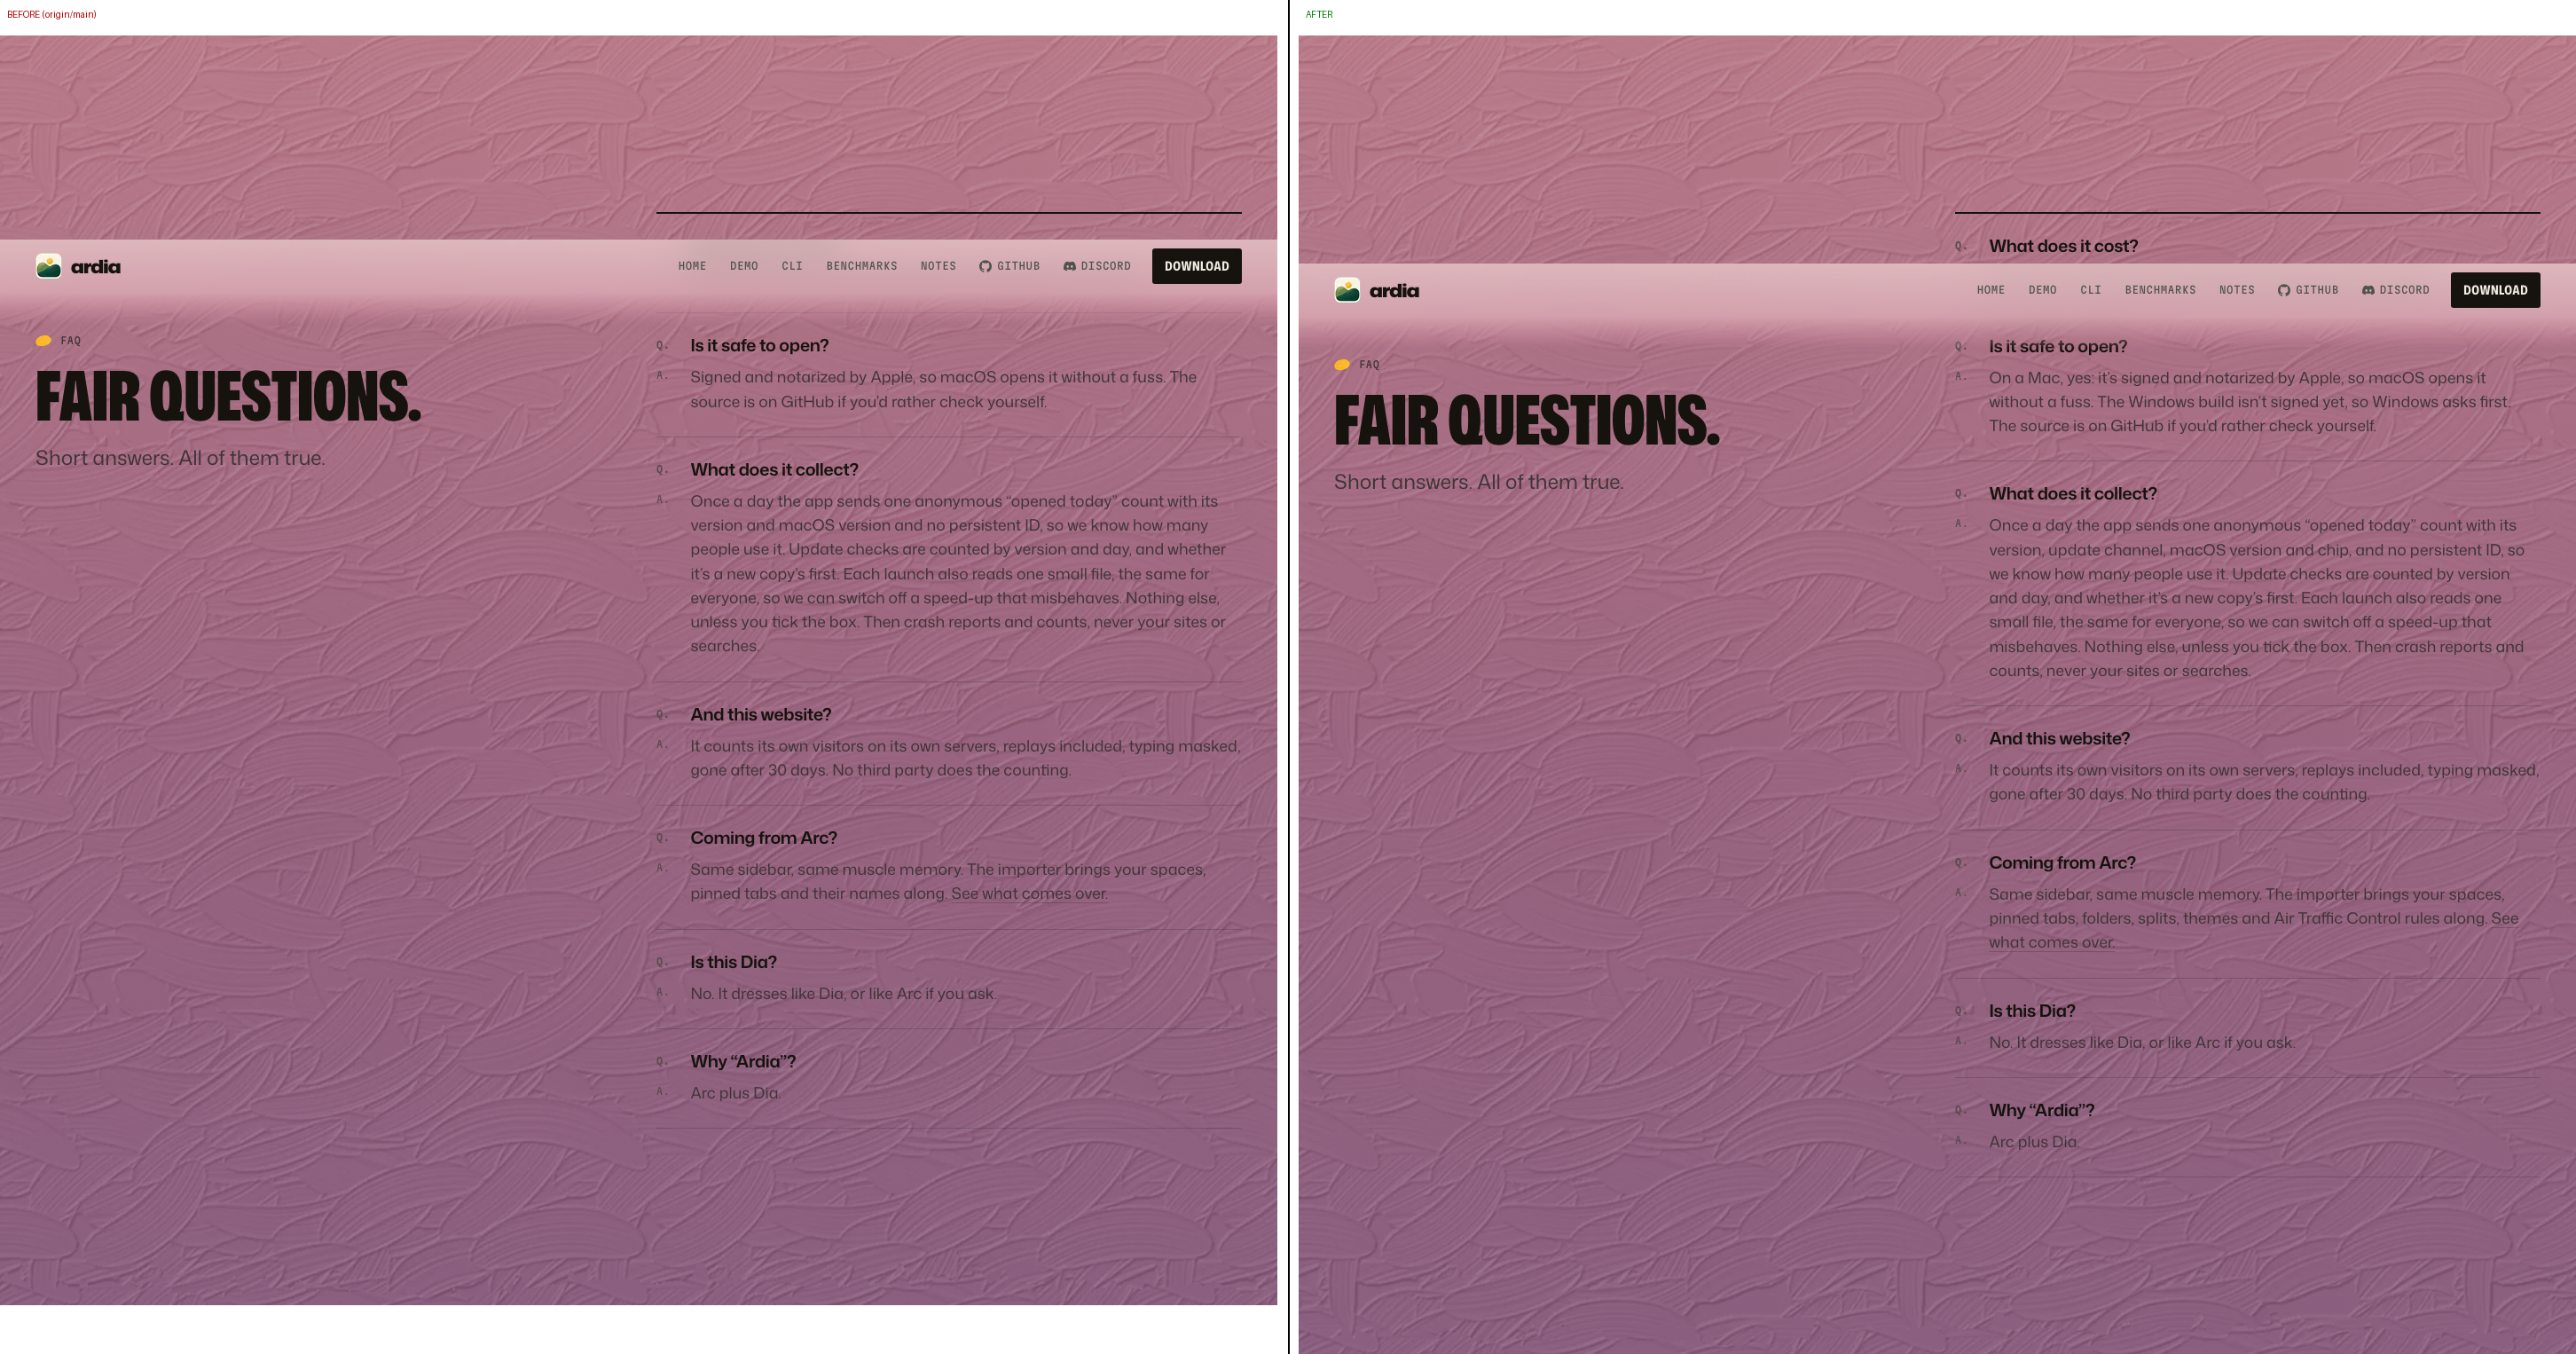 BEFORE (origin/main)
ardia
HOME DEMO CLI BENCHMARKS NOTES GITHUB DISCORD DOWNLOAD
FAQ
FAIR QUESTIONS.
Short answers. All of them true.
Q. Is it safe to open?
A. Signed and notarized by Apple, so macOS opens it without a fuss. The
source is on GitHub if you’d rather check yourself.
Q. What does it collect?
A. Once a day the app sends one anonymous “opened today” count with its
version and macOS version and no persistent ID, so we know how many
people use it. Update checks are counted by version and day, and whether
it’s a new copy’s first. Each launch also reads one small file, the same for
everyone, so we can switch off a speed-up that misbehaves. Nothing else,
unless you tick the box. Then crash reports and counts, never your sites or
searches.
Q. And this website?
A. It counts its own visitors on its own servers, replays included, typing masked,
gone after 30 days. No third party does the counting.
Q. Coming from Arc?
A. Same sidebar, same muscle memory. The importer brings your spaces,
pinned tabs and their names along. See what comes over.
Q. Is this Dia?
A. No. It dresses like Dia, or like Arc if you ask.
Q. Why “Ardia”?
A. Arc plus Dia.
AFTER
Q. What does it cost?
ardia
HOME DEMO CLI BENCHMARKS NOTES GITHUB DISCORD DOWNLOAD
FAQ
FAIR QUESTIONS.
Short answers. All of them true.
Q. Is it safe to open?
A. On a Mac, yes: it’s signed and notarized by Apple, so macOS opens it
without a fuss. The Windows build isn’t signed yet, so Windows asks first.
The source is on GitHub if you’d rather check yourself.
Q. What does it collect?
A. Once a day the app sends one anonymous “opened today” count with its
version, update channel, macOS version and chip, and no persistent ID, so
we know how many people use it. Update checks are counted by version
and day, and whether it’s a new copy’s first. Each launch also reads one
small file, the same for everyone, so we can switch off a speed-up that
misbehaves. Nothing else, unless you tick the box. Then crash reports and
counts, never your sites or searches.
Q. And this website?
A. It counts its own visitors on its own servers, replays included, typing masked,
gone after 30 days. No third party does the counting.
Q. Coming from Arc?
A. Same sidebar, same muscle memory. The importer brings your spaces,
pinned tabs, folders, splits, themes and Air Traffic Control rules along. See
what comes over.
Q. Is this Dia?
A. No. It dresses like Dia, or like Arc if you ask.
Q. Why “Ardia”?
A. Arc plus Dia.